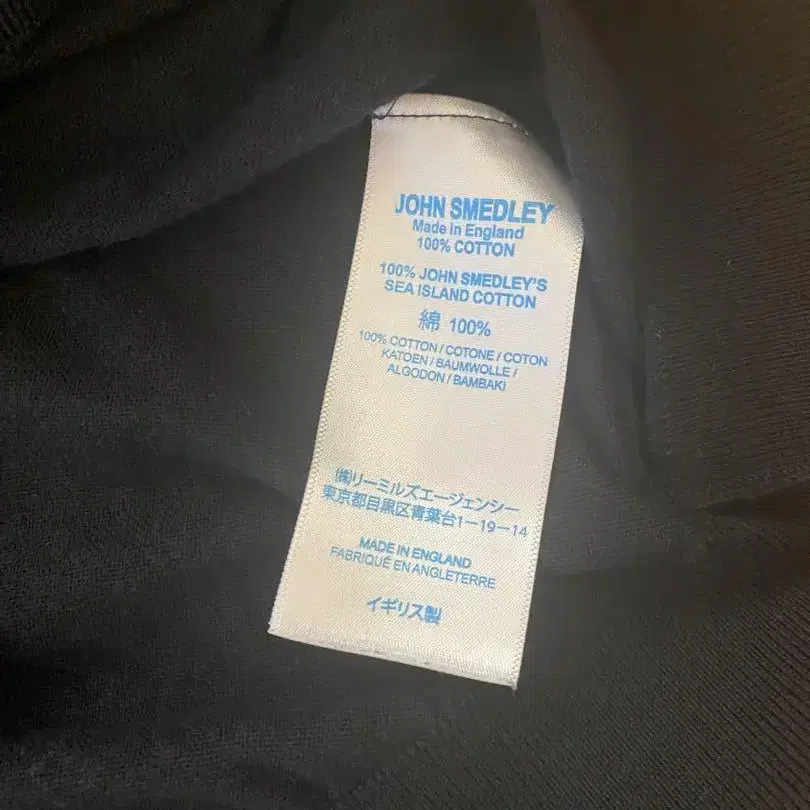 JOHN SMEDLEY
Made in England
100% COTTON
100% JOHN SMEDLEY'S
SEA ISLAND COTTON
綿 100%
100% COTTON / COTONE / COTON
KATOEN / BAUMWOLLE /
ALGODON / BAMBAKI
(株)リーミルズエージェンシー
東京都目黒区青葉台1-19-14
MADE IN ENGLAND
FABRIQUÉ EN ANGLETERRE
イギリス製